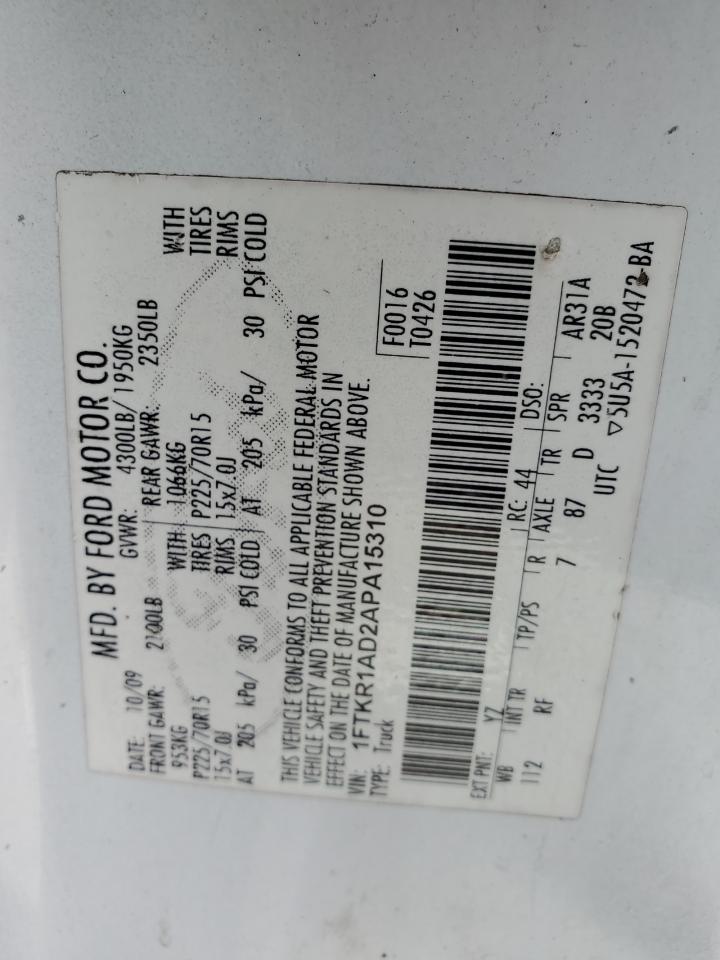 MFD. BY FORD MOTOR CO.
DATE: 10/09 GVWR: 4300LB/ 1950KG
FRONT GAWR: 2100LB REAR GAWR: 2350LB
953KG WITH 1066KG WITH
P225/70R15 TIRES P225/70R15 TIRES
15x7.0J RIMS 15x7.0J RIMS
AT 205 kPa/ 30 PSI COLD AT 205 kPa/ 30 PSI COLD
THIS VEHICLE CONFORMS TO ALL APPLICABLE FEDERAL MOTOR
VEHICLE SAFETY AND THEFT PREVENTION STANDARDS IN
EFFECT ON THE DATE OF MANUFACTURE SHOWN ABOVE.
VIN: 1FTKR1AD2APA15310 F0016
TYPE: Truck T0426
EXT PNT: YZ RC: 44 DSO:
WB INT TR TP/PS R AXLE TR SPR AR31A
112 RF 7 87 D 3333 20B
UTC ▽5U5A-1520472-BA